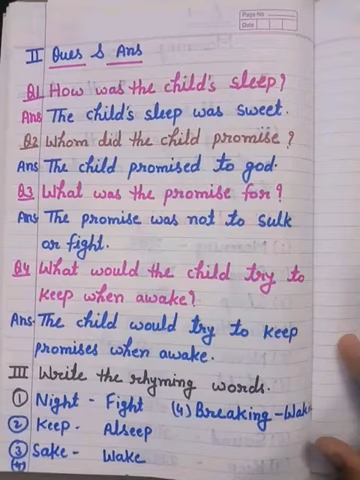 Page No
Date
II Ques & Ans
Q1 How was the child's sleep?
Ans The child's sleep was sweet.
Q2 Whom did the child promise?
Ans The child promised to god.
Q3 What was the promise for?
Ans The promise was not to sulk
or fight.
Q4 What would the child try to
keep when awake?
Ans. The child would try to keep
promises when awake.
III Write the rhyming words.
① Night - Fight (4) Breaking - Wak
② Keep - Alseep
③ Sake - Wake